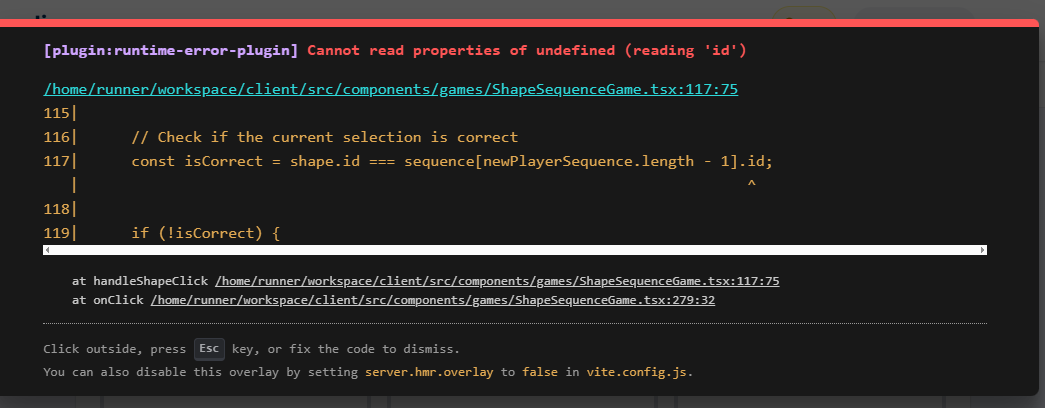 [plugin:runtime-error-plugin] Cannot read properties of undefined (reading 'id')
/home/runner/workspace/client/src/components/games/ShapeSequenceGame.tsx:117:75
115|
116|      // Check if the current selection is correct
117|      const isCorrect = shape.id === sequence[newPlayerSequence.length - 1].id;
   |                                                                           ^
118|
119|      if (!isCorrect) {
at handleShapeClick /home/runner/workspace/client/src/components/games/ShapeSequenceGame.tsx:117:75
at onClick /home/runner/workspace/client/src/components/games/ShapeSequenceGame.tsx:279:32
Click outside, press Esc key, or fix the code to dismiss.
You can also disable this overlay by setting server.hmr.overlay to false in vite.config.js.